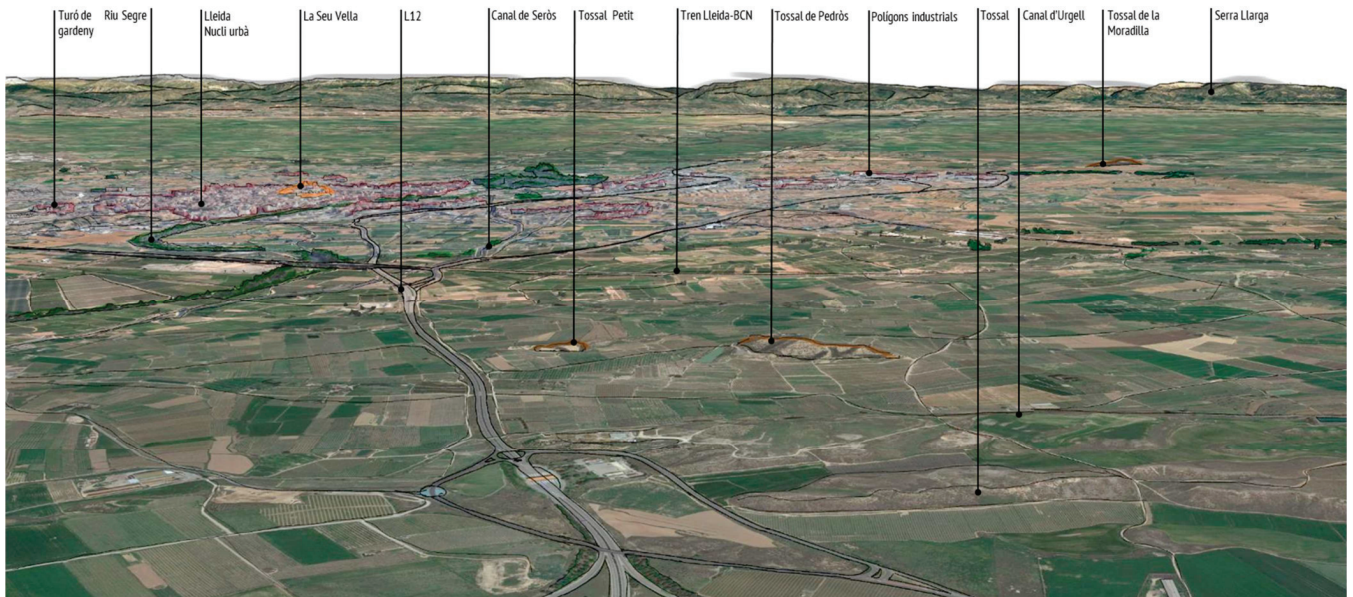 Turó de
gardeny
Riu Segre
Lleida
Nucli urbà
La Seu Vella
L12
Canal de Seròs
Tossal Petit
Tren Lleida-BCN
Tossal de Pedròs
Polígons industrials
Tossal
Canal d'Urgell
Tossal de la
Moradilla
Serra Llarga